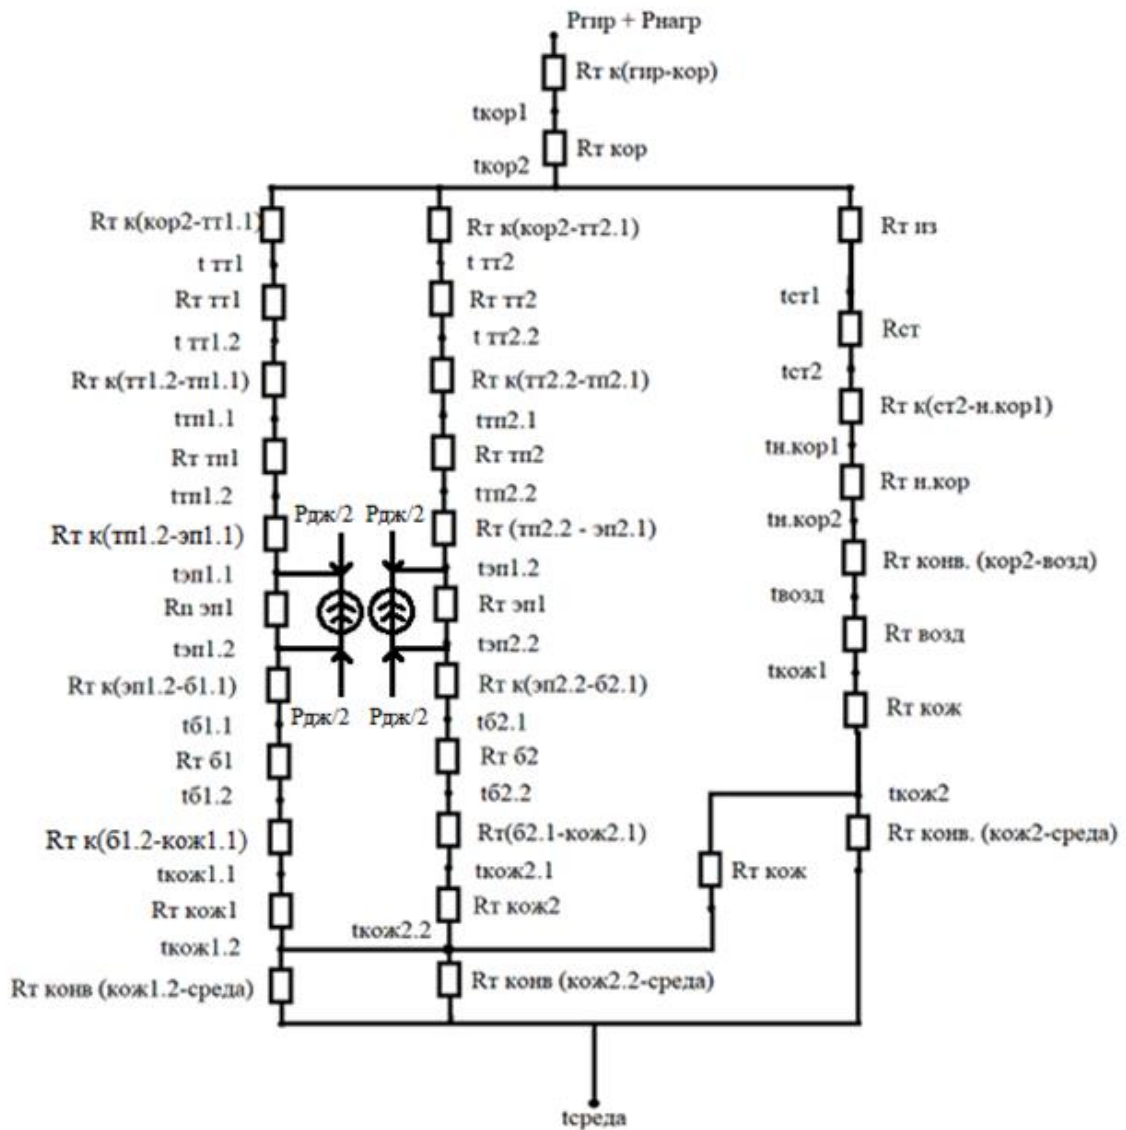 Pгир + Pнагр
Rт к(гир-кор)
tкор1
Rт кор
tкор2
Rт к(кор2-тт1.1)
Rт к(кор2-тт2.1)
Rт из
t тт1
t тт2
tст1
Rт тт1
Rт тт2
Rст
t тт1.2
t тт2.2
tст2
Rт к(тт1.2-тп1.1)
Rт к(тт2.2-тп2.1)
Rт к(ст2-н.кор1)
tтп1.1
tтп2.1
tн.кор1
Rт тп1
Rт тп2
Rт н.кор
tтп1.2
tтп2.2
tн.кор2
Pдж/2 Pдж/2
Rт к(тп1.2-эп1.1)
Rт (тп2.2 - эп2.1)
Rт конв. (кор2-возд)
tэп1.1
tэп1.2
tвозд
Rп эп1
Rт эп1
Rт возд
tэп1.2
tэп2.2
tкож1
Rт к(эп1.2-б1.1)
Rт к(эп2.2-б2.1)
Rт кож
Pдж/2 Pдж/2
tб1.1
tб2.1
Rт б1
Rт б2
tб1.2
tб2.2
tкож2
Rт к(б1.2-кож1.1)
Rт(б2.1-кож2.1)
Rт конв. (кож2-среда)
tкож1.1
tкож2.1
Rт кож
Rт кож1
Rт кож2
tкож1.2
tкож2.2
Rт конв (кож1.2-среда)
Rт конв (кож2.2-среда)
tсреда